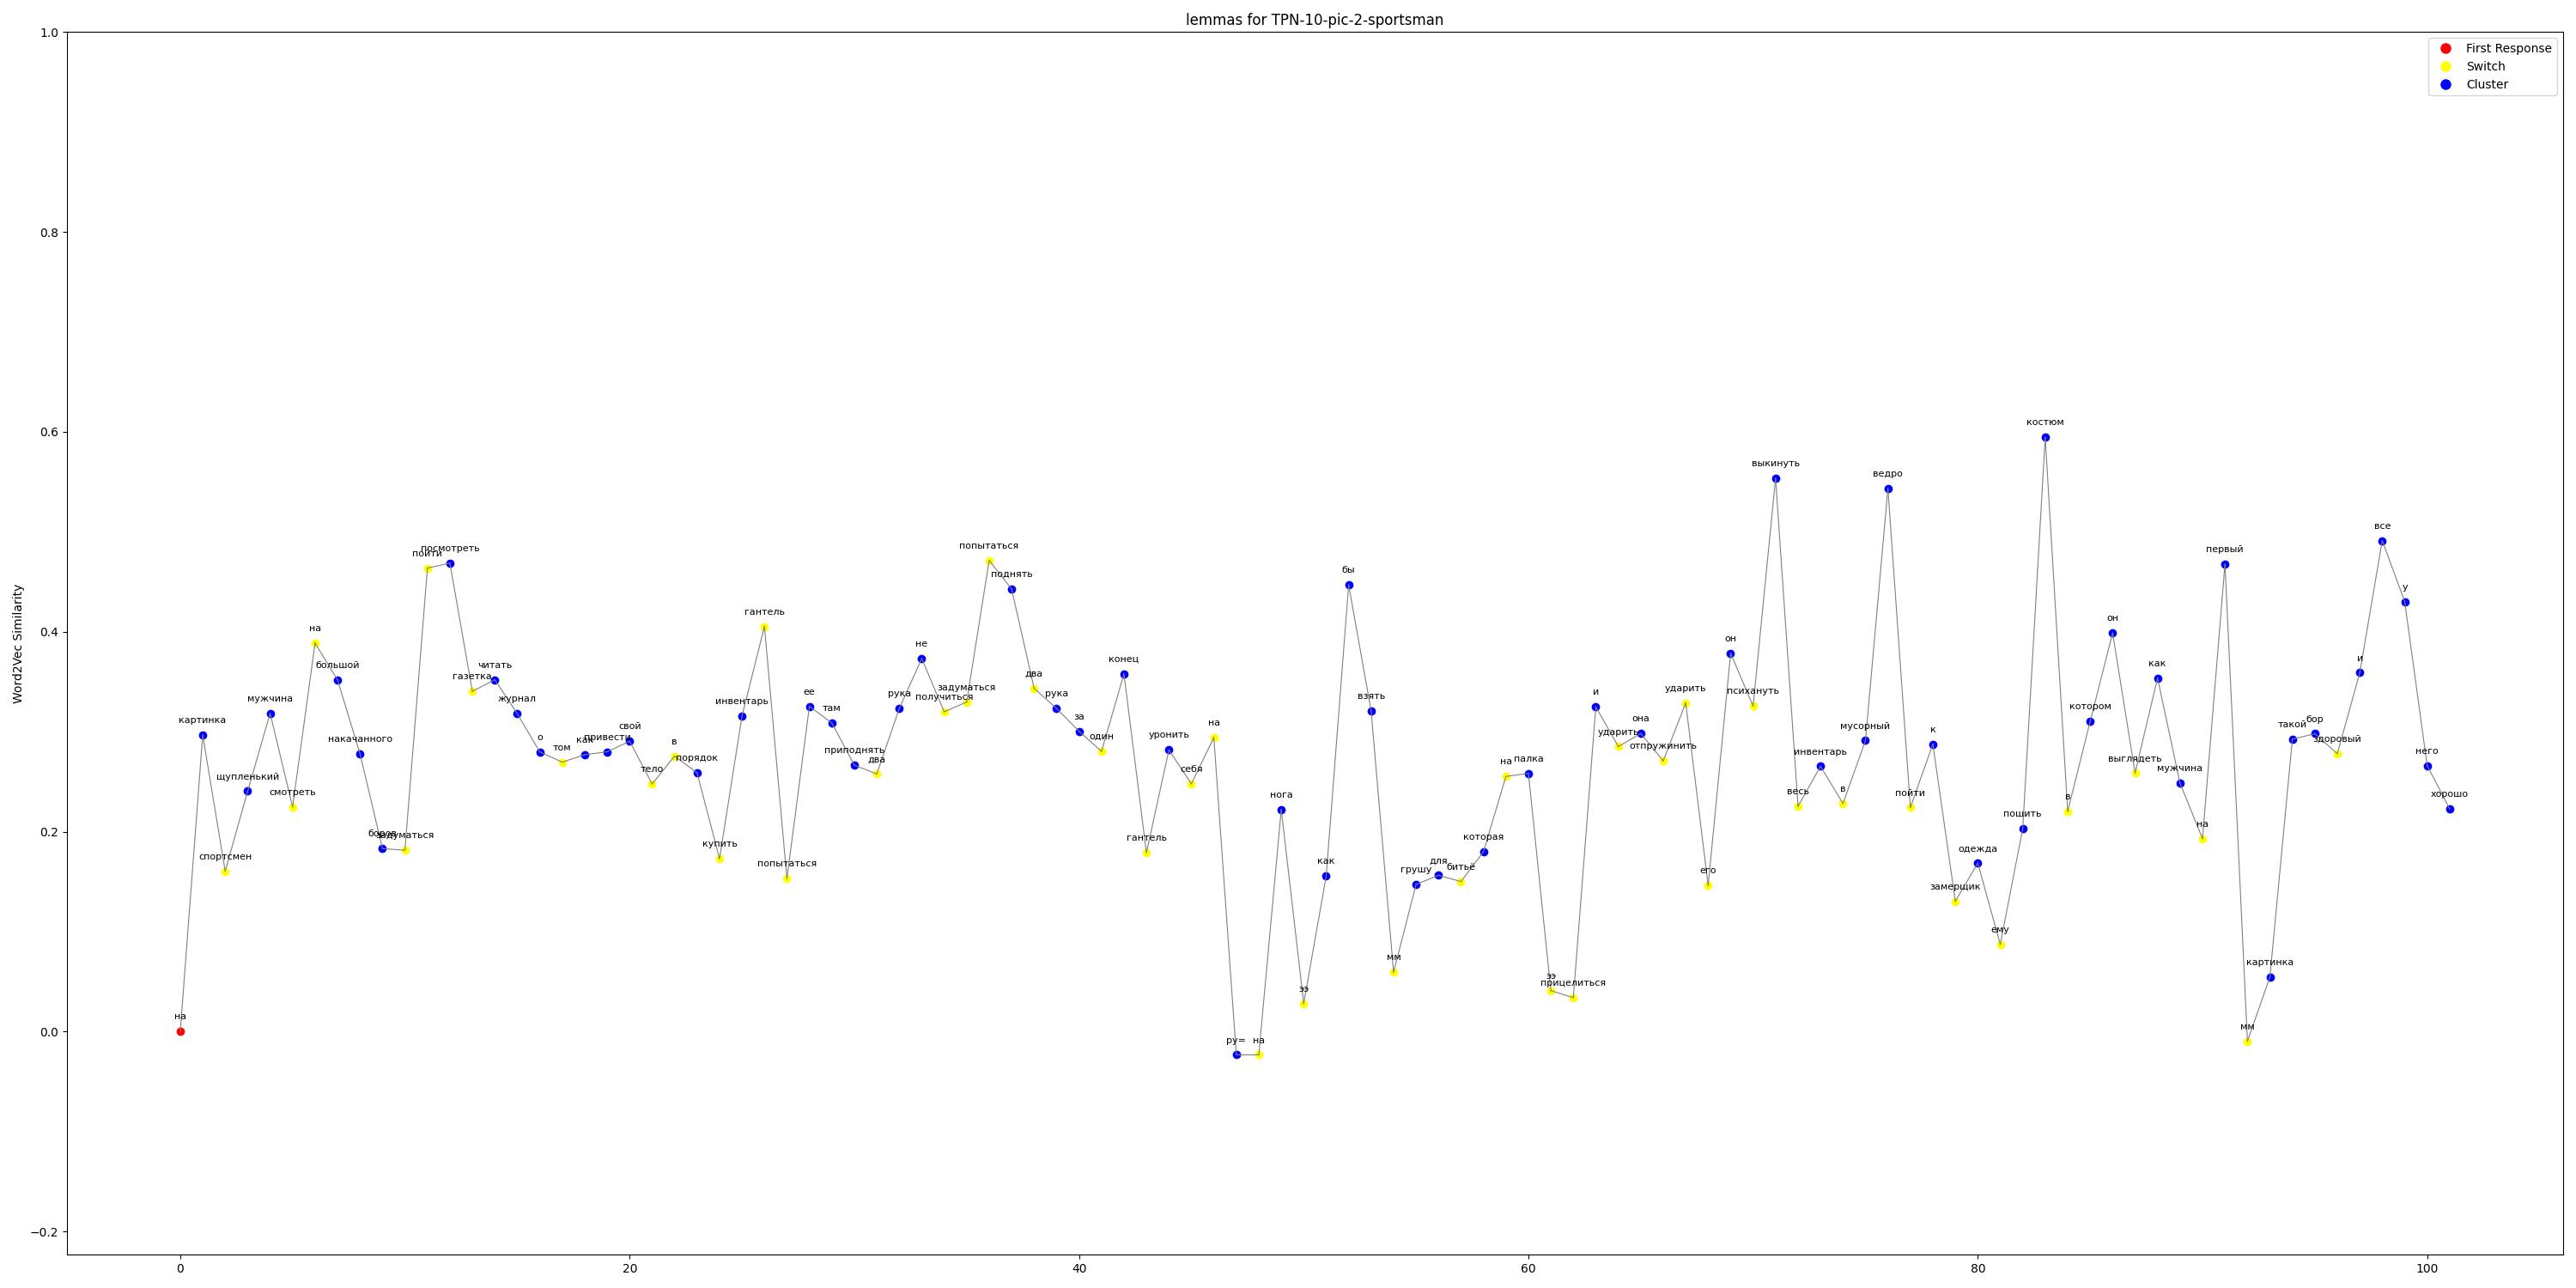 lemmas for TPN-10-pic-2-sportsman
1.0
0.8
0.6
0.4
0.2
0.0
−0.2
Word2Vec Similarity
First Response
Switch
Cluster
на
картинка
спортсмен
щупленький
мужчина
смотреть
на
большой
накачанного
боров
задуматься
пойти
посмотреть
газетка
читать
журнал
о
том
как
привести
свой
тело
в
порядок
купить
инвентарь
гантель
попытаться
ее
там
приподнять
два
рука
не
получиться
задуматься
попытаться
поднять
два
рука
за
один
конец
гантель
уронить
себя
на
ру=
на
нога
ээ
как
бы
взять
мм
грушу
для
битьё
которая
на
палка
ээ
прицелиться
и
ударить
она
отпружинить
ударить
его
он
психануть
выкинуть
весь
инвентарь
в
мусорный
ведро
пойти
к
замерщик
одежда
ему
пошить
костюм
в
котором
он
выглядеть
как
мужчина
на
первый
мм
картинка
такой
бор
здоровый
и
все
у
него
хорошо
0
20
40
60
80
100